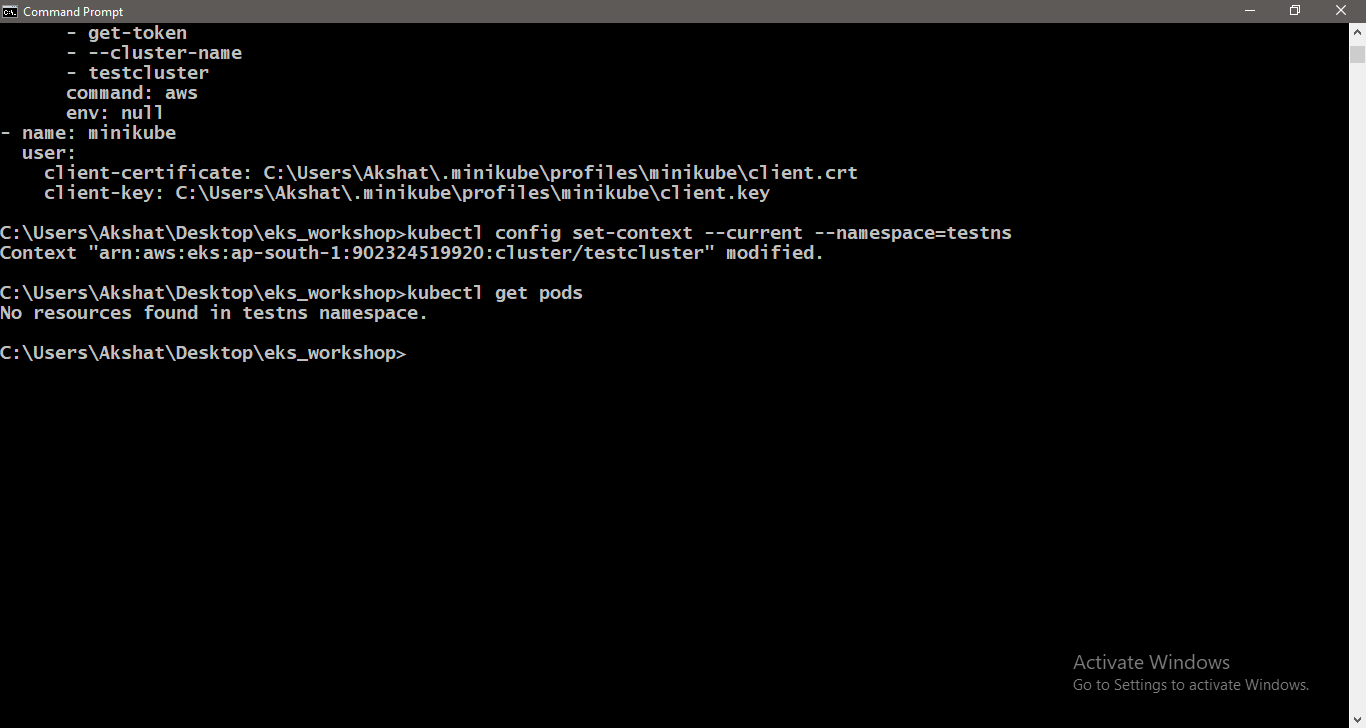 Command Prompt
- get-token
- --cluster-name
- testcluster
command: aws
env: null
- name: minikube
user:
client-certificate: C:\Users\Akshat\.minikube\profiles\minikube\client.crt
client-key: C:\Users\Akshat\.minikube\profiles\minikube\client.key
C:\Users\Akshat\Desktop\eks_workshop>kubectl config set-context --current --namespace=testns
Context "arn:aws:eks:ap-south-1:902324519920:cluster/testcluster" modified.
C:\Users\Akshat\Desktop\eks_workshop>kubectl get pods
No resources found in testns namespace.
C:\Users\Akshat\Desktop\eks_workshop>
Activate Windows
Go to Settings to activate Windows.